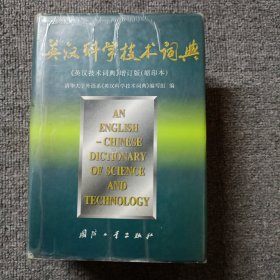 英汉科学技术词典
《英汉技术词典》增订版(缩印本)
清华大学外语系《英汉科学技术词典》编写组 编
AN
ENGLISH
-CHINESE
DICTIONARY
OF SCIENCE
AND
TECHNOLOGY
国防工业出版社